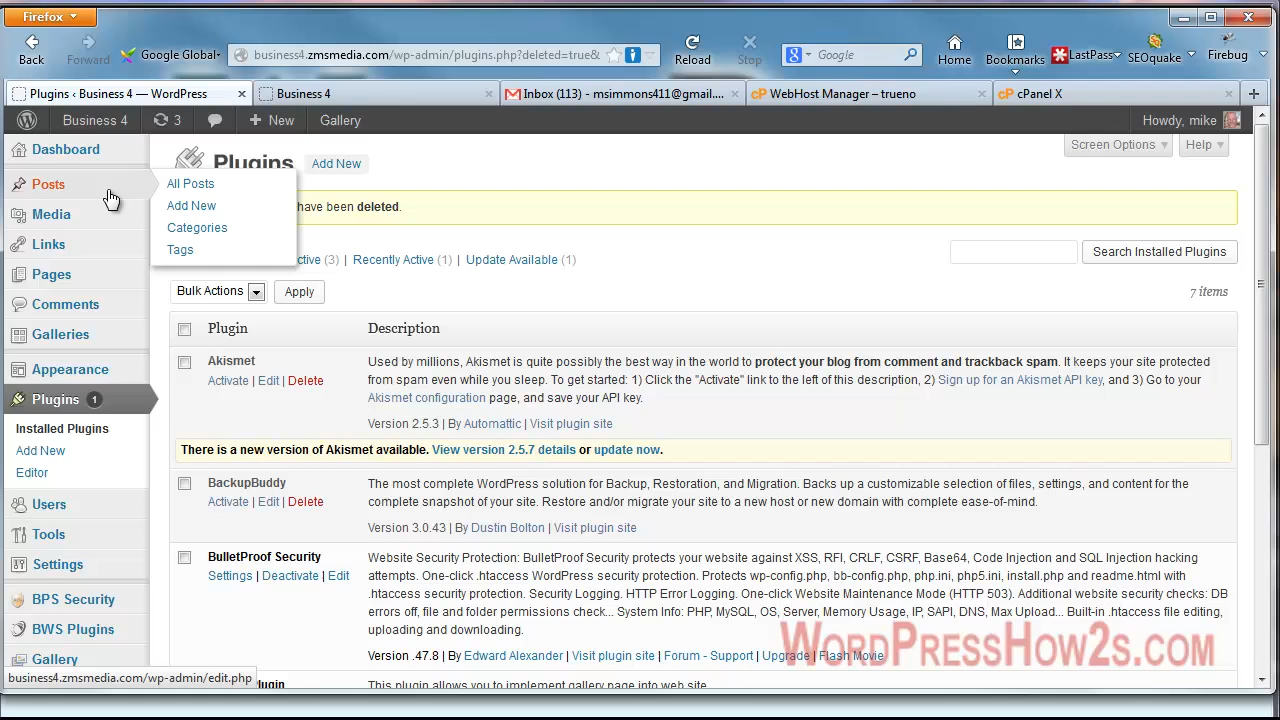 Firefox
Back
Forward
Google Global
business4.zmsmedia.com/wp-admin/plugins.php?deleted=true&
Reload
Stop
Google
Home
Bookmarks
LastPass
SEOquake
Firebug
Plugins ‹ Business 4 — WordPress
Business 4
Inbox (113) - msimmons411@gmail....
cP WebHost Manager – trueno
cP cPanel X
Business 4
3
+ New
Gallery
Howdy, mike
Dashboard
Posts
Media
Links
Pages
Comments
Galleries
Appearance
Plugins 1
Installed Plugins
Add New
Editor
Users
Tools
Settings
BPS Security
BWS Plugins
Gallery
All Posts
Add New
Categories
Tags
Plugins Add New
Screen Options
Help
have been deleted.
(3) | Recently Active (1) | Update Available (1)
Search Installed Plugins
Bulk Actions
Apply
7 items
Plugin
Description
Akismet
Activate | Edit | Delete
Used by millions, Akismet is quite possibly the best way in the world to protect your blog from comment and trackback spam. It keeps your site protected
from spam even while you sleep. To get started: 1) Click the "Activate" link to the left of this description, 2) Sign up for an Akismet API key, and 3) Go to your
Akismet configuration page, and save your API key.
Version 2.5.3 | By Automattic | Visit plugin site
There is a new version of Akismet available. View version 2.5.7 details or update now.
BackupBuddy
Activate | Edit | Delete
The most complete WordPress solution for Backup, Restoration, and Migration. Backs up a customizable selection of files, settings, and content for the
complete snapshot of your site. Restore and/or migrate your site to a new host or new domain with complete ease-of-mind.
Version 3.0.43 | By Dustin Bolton | Visit plugin site
BulletProof Security
Settings | Deactivate | Edit
Website Security Protection: BulletProof Security protects your website against XSS, RFI, CRLF, CSRF, Base64, Code Injection and SQL Injection hacking
attempts. One-click .htaccess WordPress security protection. Protects wp-config.php, bb-config.php, php.ini, php5.ini, install.php and readme.html with
.htaccess security protection. Security Logging. HTTP Error Logging. One-click Website Maintenance Mode (HTTP 503). Additional website security checks: DB
errors off, file and folder permissions check... System Info: PHP, MySQL, OS, Server, Memory Usage, IP, SAPI, DNS, Max Upload... Built-in .htaccess file editing,
uploading and downloading.
Version .47.8 | By Edward Alexander | Visit plugin site | Forum - Support | Upgrade | Flash Movie
WordPressHow2s.com
This plugin allows you to implement gallery page into web site.
business4.zmsmedia.com/wp-admin/edit.php